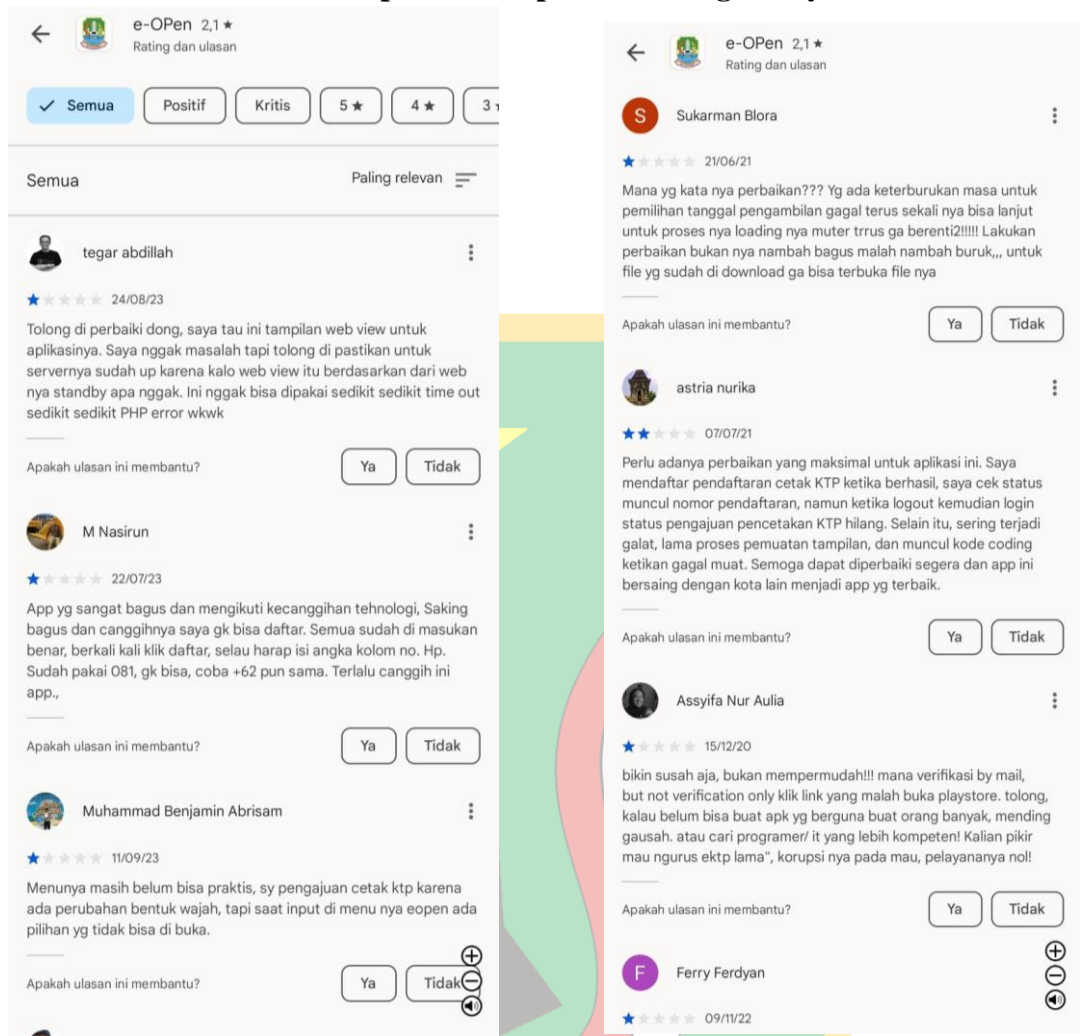 e-OPen 2,1 ★
Rating dan ulasan
Semua
Positif
Kritis
5 ★
4 ★
3
Semua
Paling relevan
tegar abdillah
24/08/23
Tolong di perbaiki dong, saya tau ini tampilan web view untuk
aplikasinya. Saya nggak masalah tapi tolong di pastikan untuk
servernya sudah up karena kalo web view itu berdasarkan dari web
nya standby apa nggak. Ini nggak bisa dipakai sedikit sedikit time out
sedikit sedikit PHP error wkwk
Apakah ulasan ini membantu?
Ya
Tidak
M Nasirun
22/07/23
App yg sangat bagus dan mengikuti kecanggihan tehnologi, Saking
bagus dan canggihnya saya gk bisa daftar. Semua sudah di masukan
benar, berkali kali klik daftar, selau harap isi angka kolom no. Hp.
Sudah pakai 081, gk bisa, coba +62 pun sama. Terlalu canggih ini
app.,
Apakah ulasan ini membantu?
Ya
Tidak
Muhammad Benjamin Abrisam
11/09/23
Menunya masih belum bisa praktis, sy pengajuan cetak ktp karena
ada perubahan bentuk wajah, tapi saat input di menu nya eopen ada
pilihan yg tidak bisa di buka.
Apakah ulasan ini membantu?
Ya
Tidak
e-OPen 2,1 ★
Rating dan ulasan
S
Sukarman Blora
21/06/21
Mana yg kata nya perbaikan??? Yg ada keterburukan masa untuk
pemilihan tanggal pengambilan gagal terus sekali nya bisa lanjut
untuk proses nya loading nya muter trrus ga berenti2!!!!! Lakukan
perbaikan bukan nya nambah bagus malah nambah buruk,,, untuk
file yg sudah di download ga bisa terbuka file nya
Apakah ulasan ini membantu?
Ya
Tidak
astria nurika
07/07/21
Perlu adanya perbaikan yang maksimal untuk aplikasi ini. Saya
mendaftar pendaftaran cetak KTP ketika berhasil, saya cek status
muncul nomor pendaftaran, namun ketika logout kemudian login
status pengajuan pencetakan KTP hilang. Selain itu, sering terjadi
galat, lama proses pemuatan tampilan, dan muncul kode coding
ketikan gagal muat. Semoga dapat diperbaiki segera dan app ini
bersaing dengan kota lain menjadi app yg terbaik.
Apakah ulasan ini membantu?
Ya
Tidak
Assyifa Nur Aulia
15/12/20
bikin susah aja, bukan mempermudah!!! mana verifikasi by mail,
but not verification only klik link yang malah buka playstore. tolong,
kalau belum bisa buat apk yg berguna buat orang banyak, mending
gausah. atau cari programer/ it yang lebih kompeten! Kalian pikir
mau ngurus ektp lama", korupsi nya pada mau, pelayananya nol!
Apakah ulasan ini membantu?
Ya
Tidak
F
Ferry Ferdyan
09/11/22